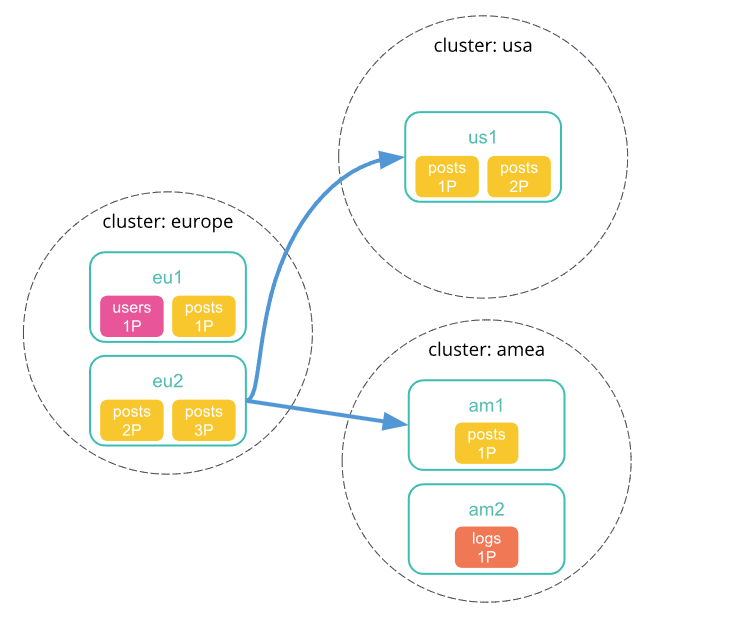 cluster: usa
us1
posts
1P
posts
2P
cluster: europe
eu1
users
1P
posts
1P
eu2
posts
2P
posts
3P
cluster: amea
am1
posts
1P
am2
logs
1P